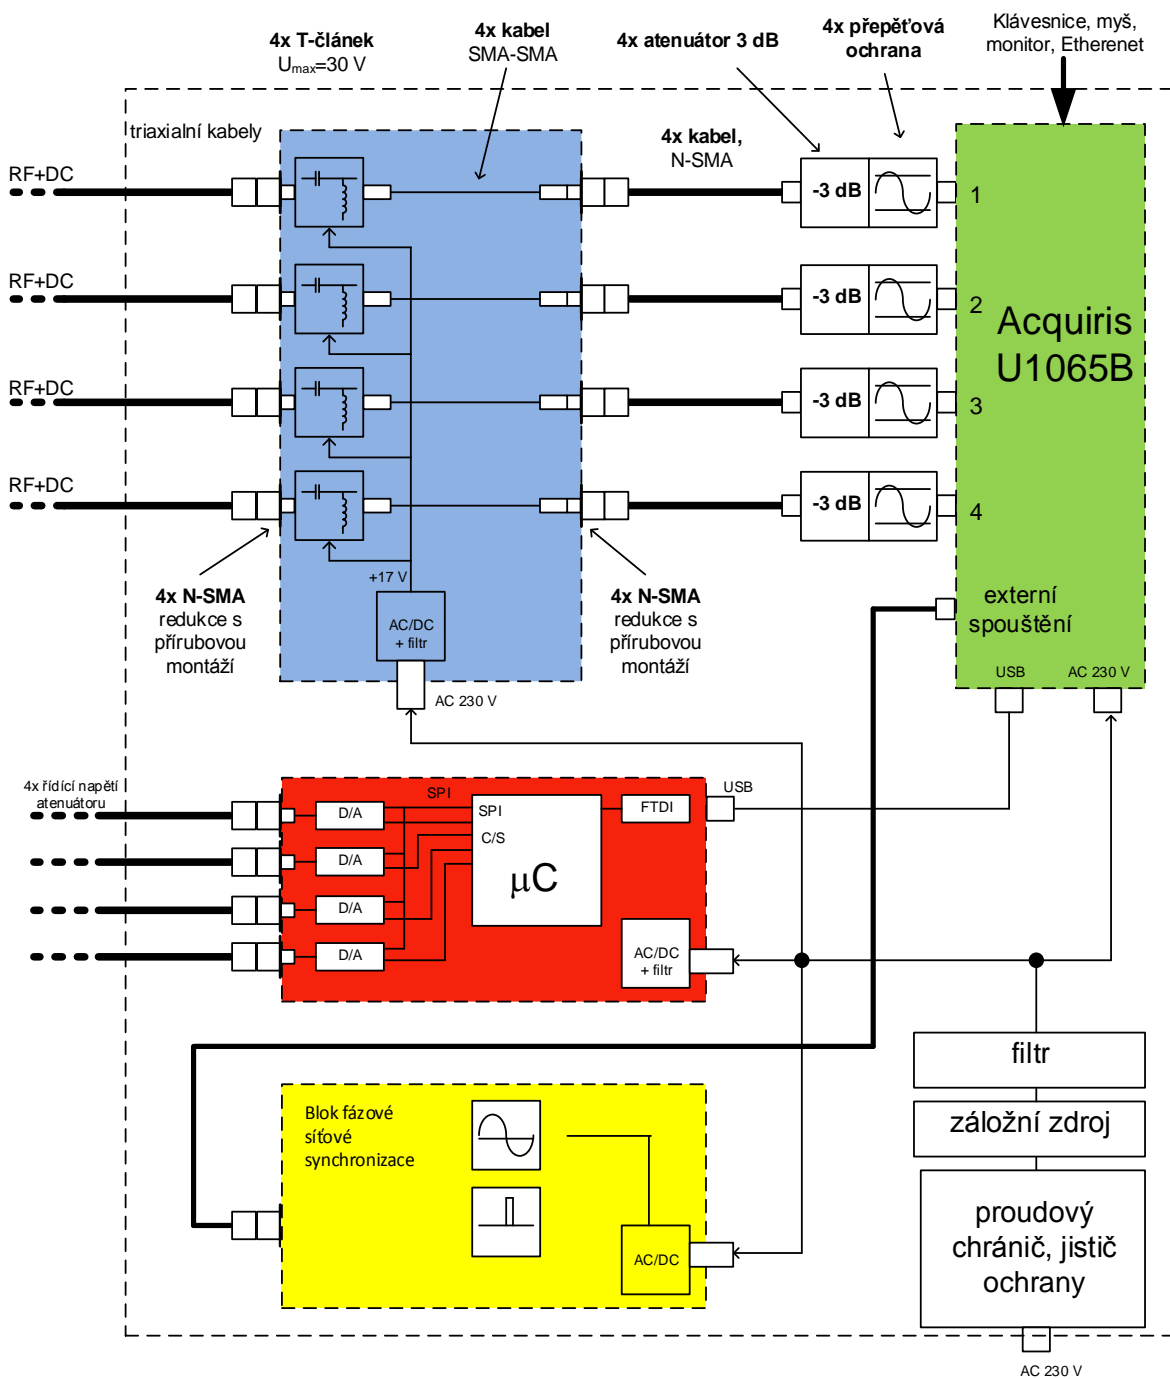 4x T-článek
Umax=30 V
4x kabel
SMA-SMA
4x atenuátor 3 dB
4x přepěťová
ochrana
Klávesnice, myš,
monitor, Etherenet
triaxialní kabely
4x kabel,
N-SMA
RF+DC
-3 dB
1
RF+DC
-3 dB
2
Acquiris
U1065B
RF+DC
-3 dB
3
RF+DC
-3 dB
4
+17 V
4x N-SMA
redukce s
přírubovou
montáží
AC/DC
+ filtr
4x N-SMA
redukce s
přírubovou
montáží
externí
spouštění
AC 230 V
USB
AC 230 V
4x řídící napětí
atenuátoru
SPI
USB
D/A
D/A
D/A
D/A
SPI
C/S
μC
FTDI
AC/DC
+ filtr
filtr
záložní zdroj
proudový
chránič, jistič
ochrany
AC 230 V
Blok fázové
síťové
synchronizace
AC/DC